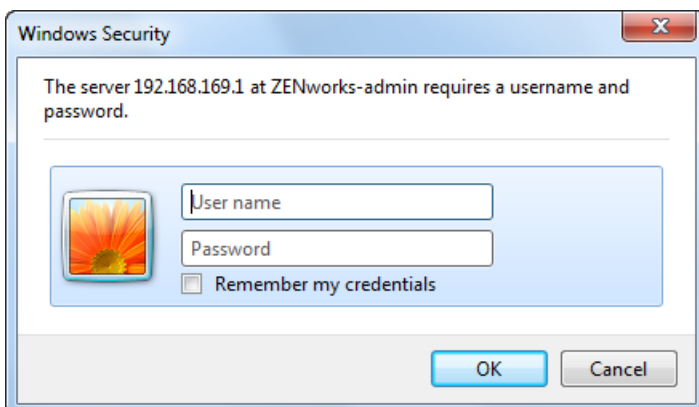 Windows Security
The server 192.168.169.1 at ZENworks-admin requires a username and
password.
User name
Password
Remember my credentials
OK
Cancel